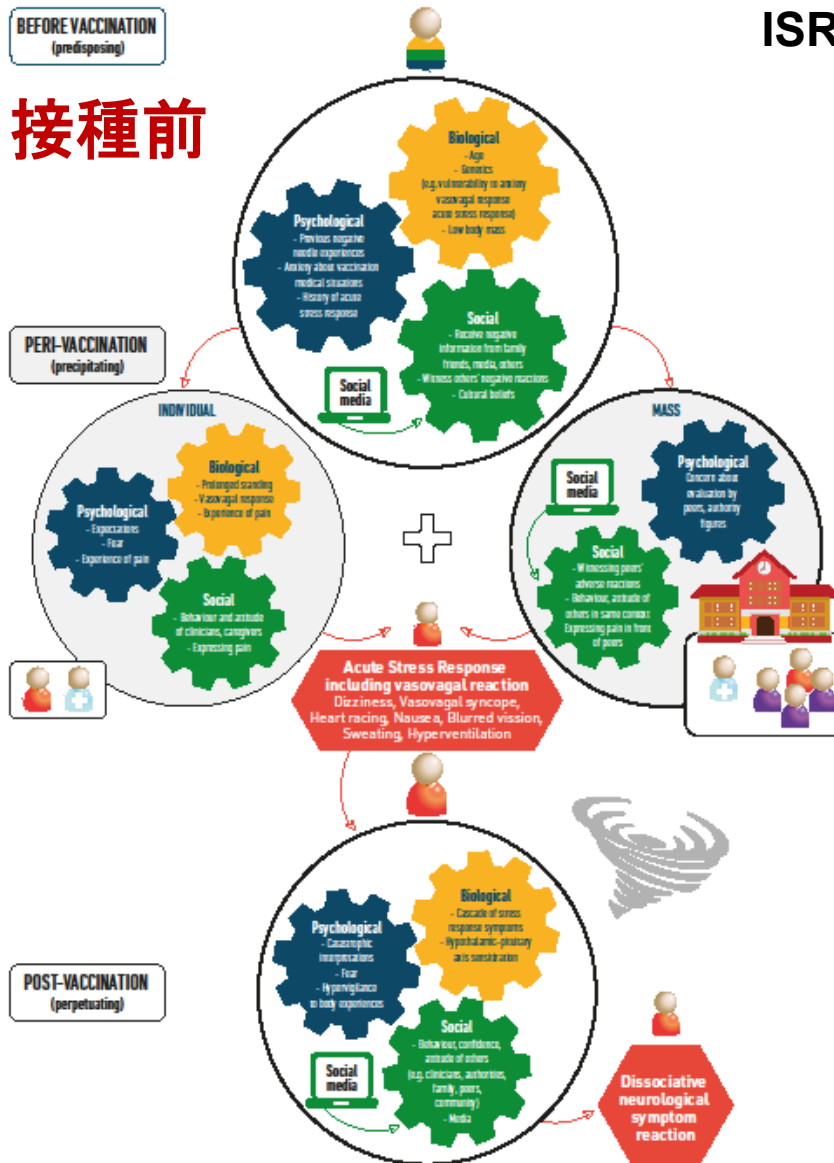 BEFORE VACCINATION
(predisposing)
ISR
接種前
Biological
- Age
- Genetics
(e.g. vulnerability to anxiety
vasovagal response
acute stress response)
- Low body mass
Psychological
- Previous negative
needle experiences
- Anxiety about vaccination
medical situations
- History of acute
stress response
Social
- Receive negative
information from family
friends, media, others
- Witness others' negative reactions
- Cultural beliefs
Social
media
PERI-VACCINATION
(precipitating)
INDIVIDUAL
Biological
- Prolonged standing
- Vasovagal response
- Experience of pain
Psychological
- Expectations
- Fear
- Experience of pain
Social
- Behaviour and attitude
of clinicians, caregivers
- Expressing pain
MASS
Psychological
Concern about
evaluation by
peers, authority
figures
Social
media
Social
- Witnessing peers'
adverse reactions
- Behaviour, attitude of
others in same context
Expressing pain in front
of peers
Acute Stress Response
including vasovagal reaction
Dizziness, Vasovagal syncope,
Heart racing, Nausea, Blurred vission,
Sweating, Hyperventilation
POST-VACCINATION
(perpetuating)
Biological
- Cascade of stress
response symptoms
- Hypothalamic-pituitary
axis sensitization
Psychological
- Catastrophic
interpretations
- Fear
- Hypervigilance
to body experiences
Social
- Behaviour, confidence,
attitude of others
(e.g. clinicians, authorities,
family, peers,
community)
- Media
Social
media
Dissociative
neurological
symptom
reaction